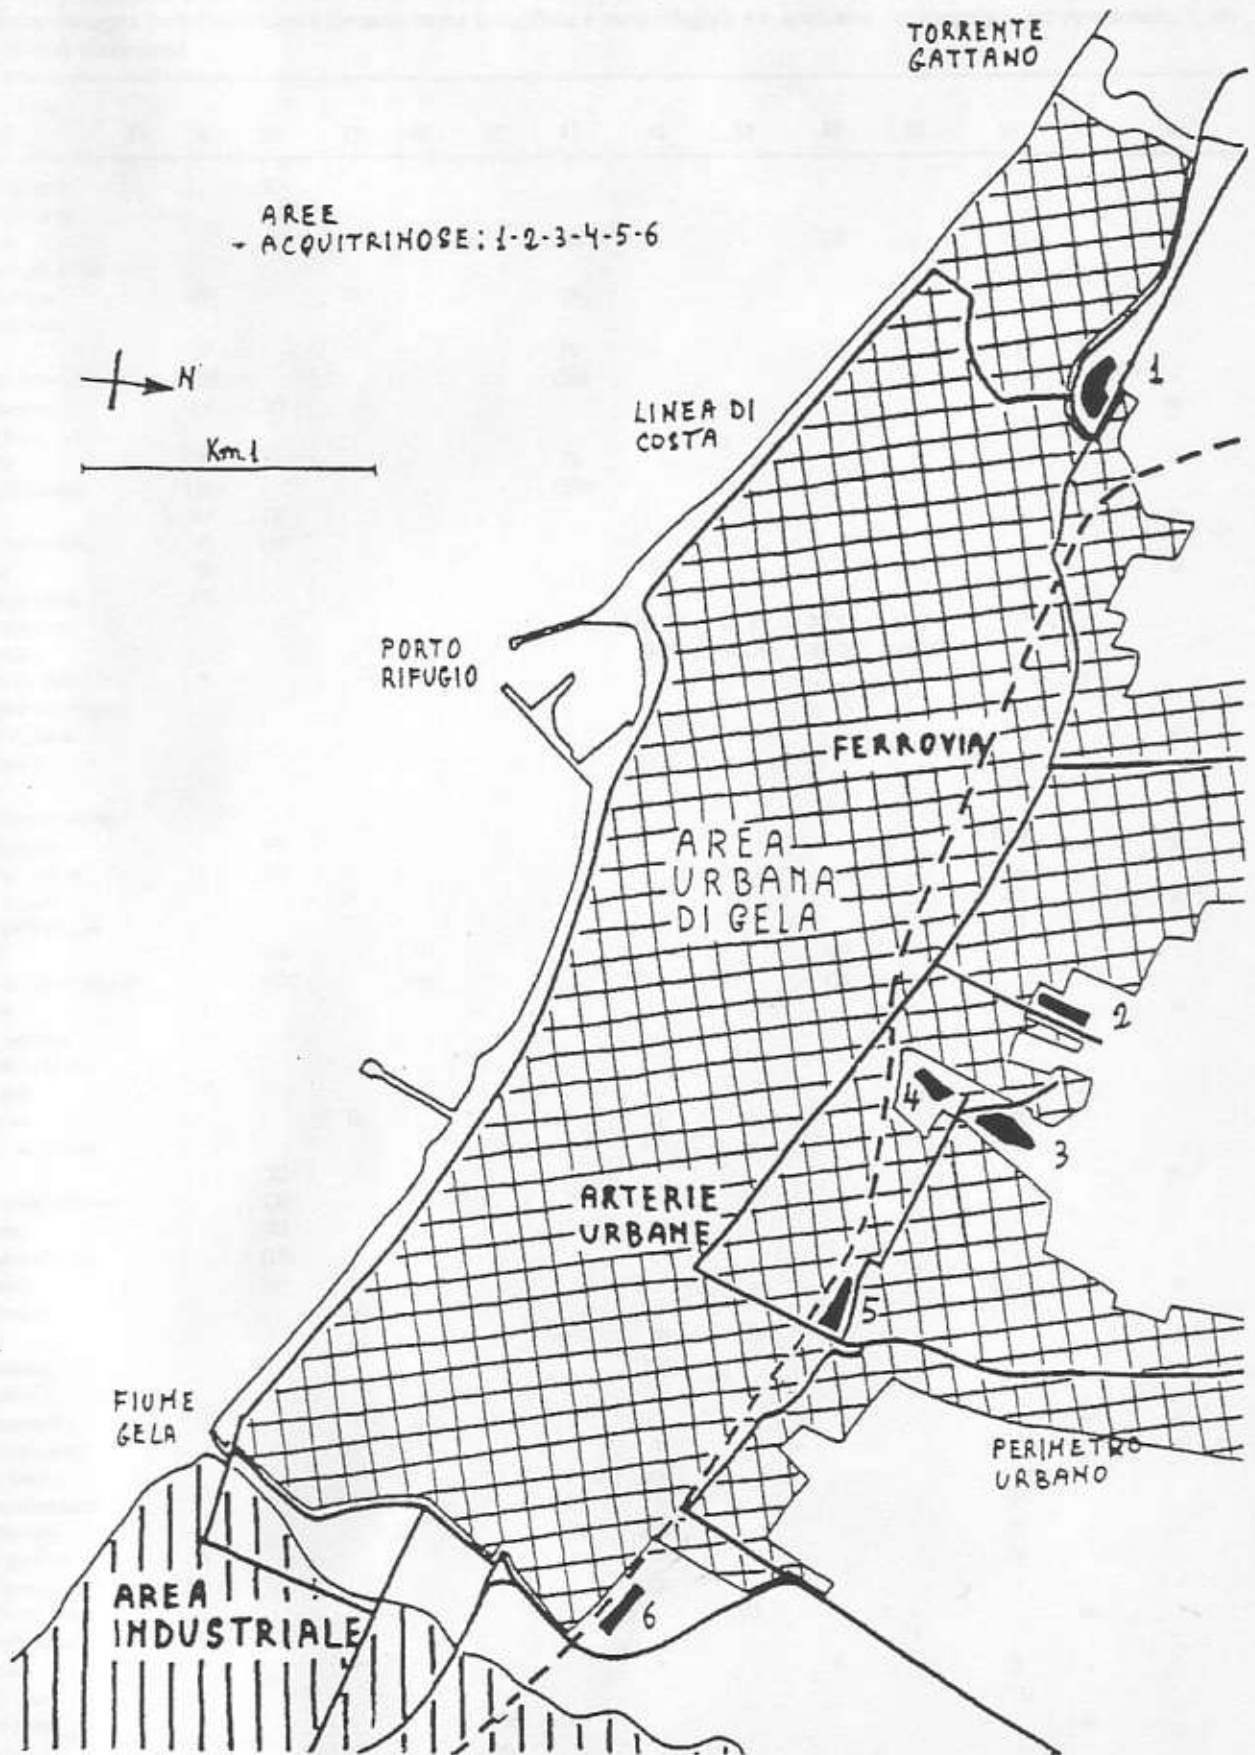 TORRENTE
GATTANO
AREE
- ACQUITRINOSE: 1-2-3-4-5-6
N
Km 1
LINEA DI
COSTA
1
PORTO
RIFUGIO
FERROVIA
AREA
URBANA
DI GELA
2
4
3
ARTERIE
URBANE
5
FIUME
GELA
PERIMETRO
URBANO
AREA
INDUSTRIALE
6